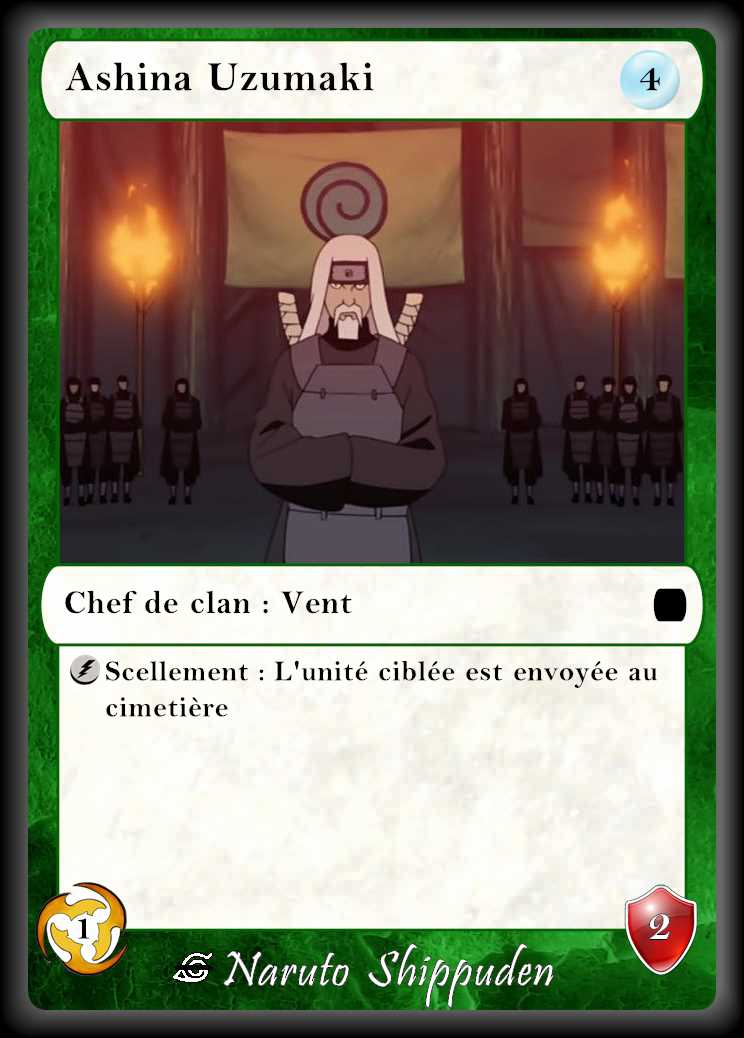 Ashina Uzumaki
4
Chef de clan : Vent
Scellement : L'unité ciblée est envoyée au
cimetière
1
2
Naruto Shippuden